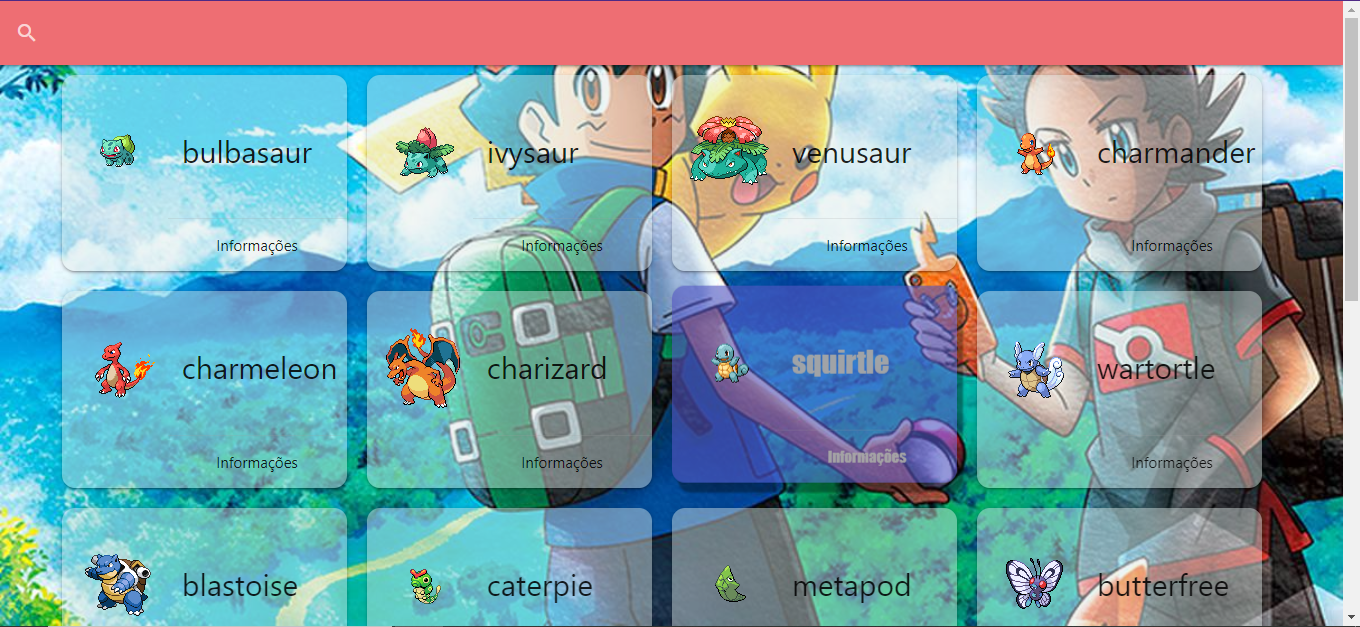 bulbasaur
ivysaur
venusaur
charmander
Informações
Informações
Informações
Informações
charmeleon
charizard
squirtle
wartortle
Informações
Informações
Informações
Informações
blastoise
caterpie
metapod
butterfree